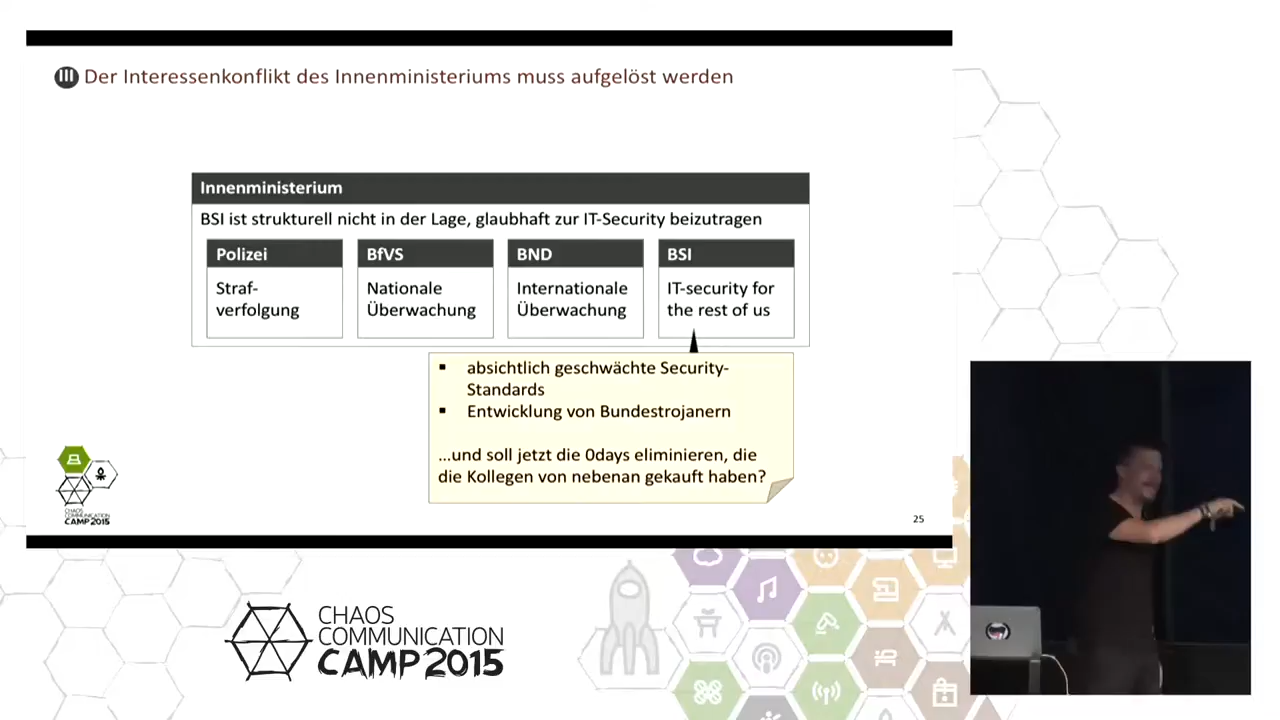 III Der Interessenkonflikt des Innenministeriums muss aufgelöst werden
Innenministerium
BSI ist strukturell nicht in der Lage, glaubhaft zur IT-Security beizutragen
Polizei
Straf-
verfolgung
BfVS
Nationale
Überwachung
BND
Internationale
Überwachung
BSI
IT-security for
the rest of us
▪ absichtlich geschwächte Security-
Standards
▪ Entwicklung von Bundestrojanern
…und soll jetzt die 0days eliminieren, die
die Kollegen von nebenan gekauft haben?
CHAOS
COMMUNICATION
CAMP 2015
25
CHAOS
COMMUNICATION
CAMP 2015